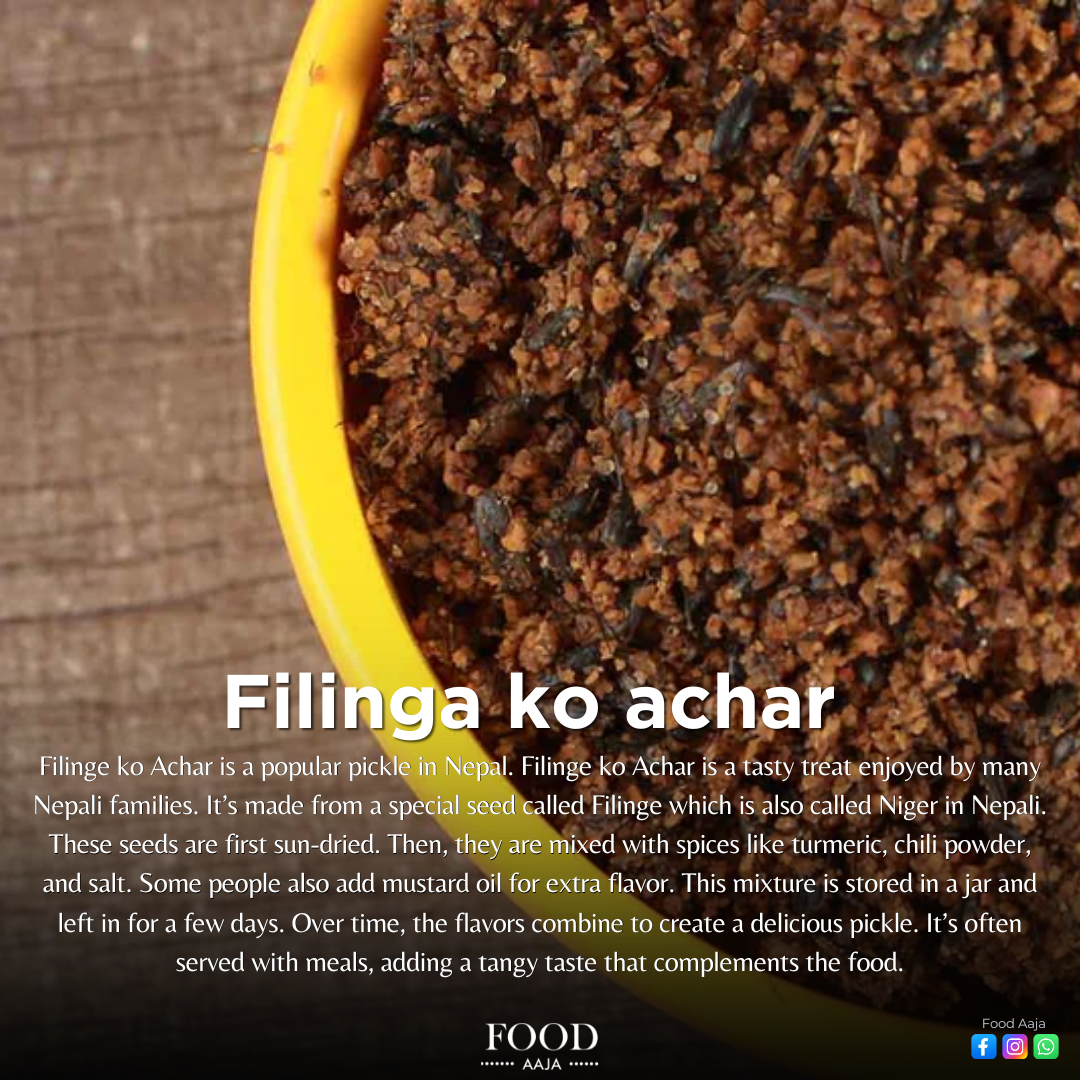 Filinga ko achar
Filinge ko Achar is a popular pickle in Nepal. Filinge ko Achar is a tasty treat enjoyed by many
Nepali families. It’s made from a special seed called Filinge which is also called Niger in Nepali.
These seeds are first sun-dried. Then, they are mixed with spices like turmeric, chili powder,
and salt. Some people also add mustard oil for extra flavor. This mixture is stored in a jar and
left in for a few days. Over time, the flavors combine to create a delicious pickle. It’s often
served with meals, adding a tangy taste that complements the food.
FOOD
AAJA
Food Aaja